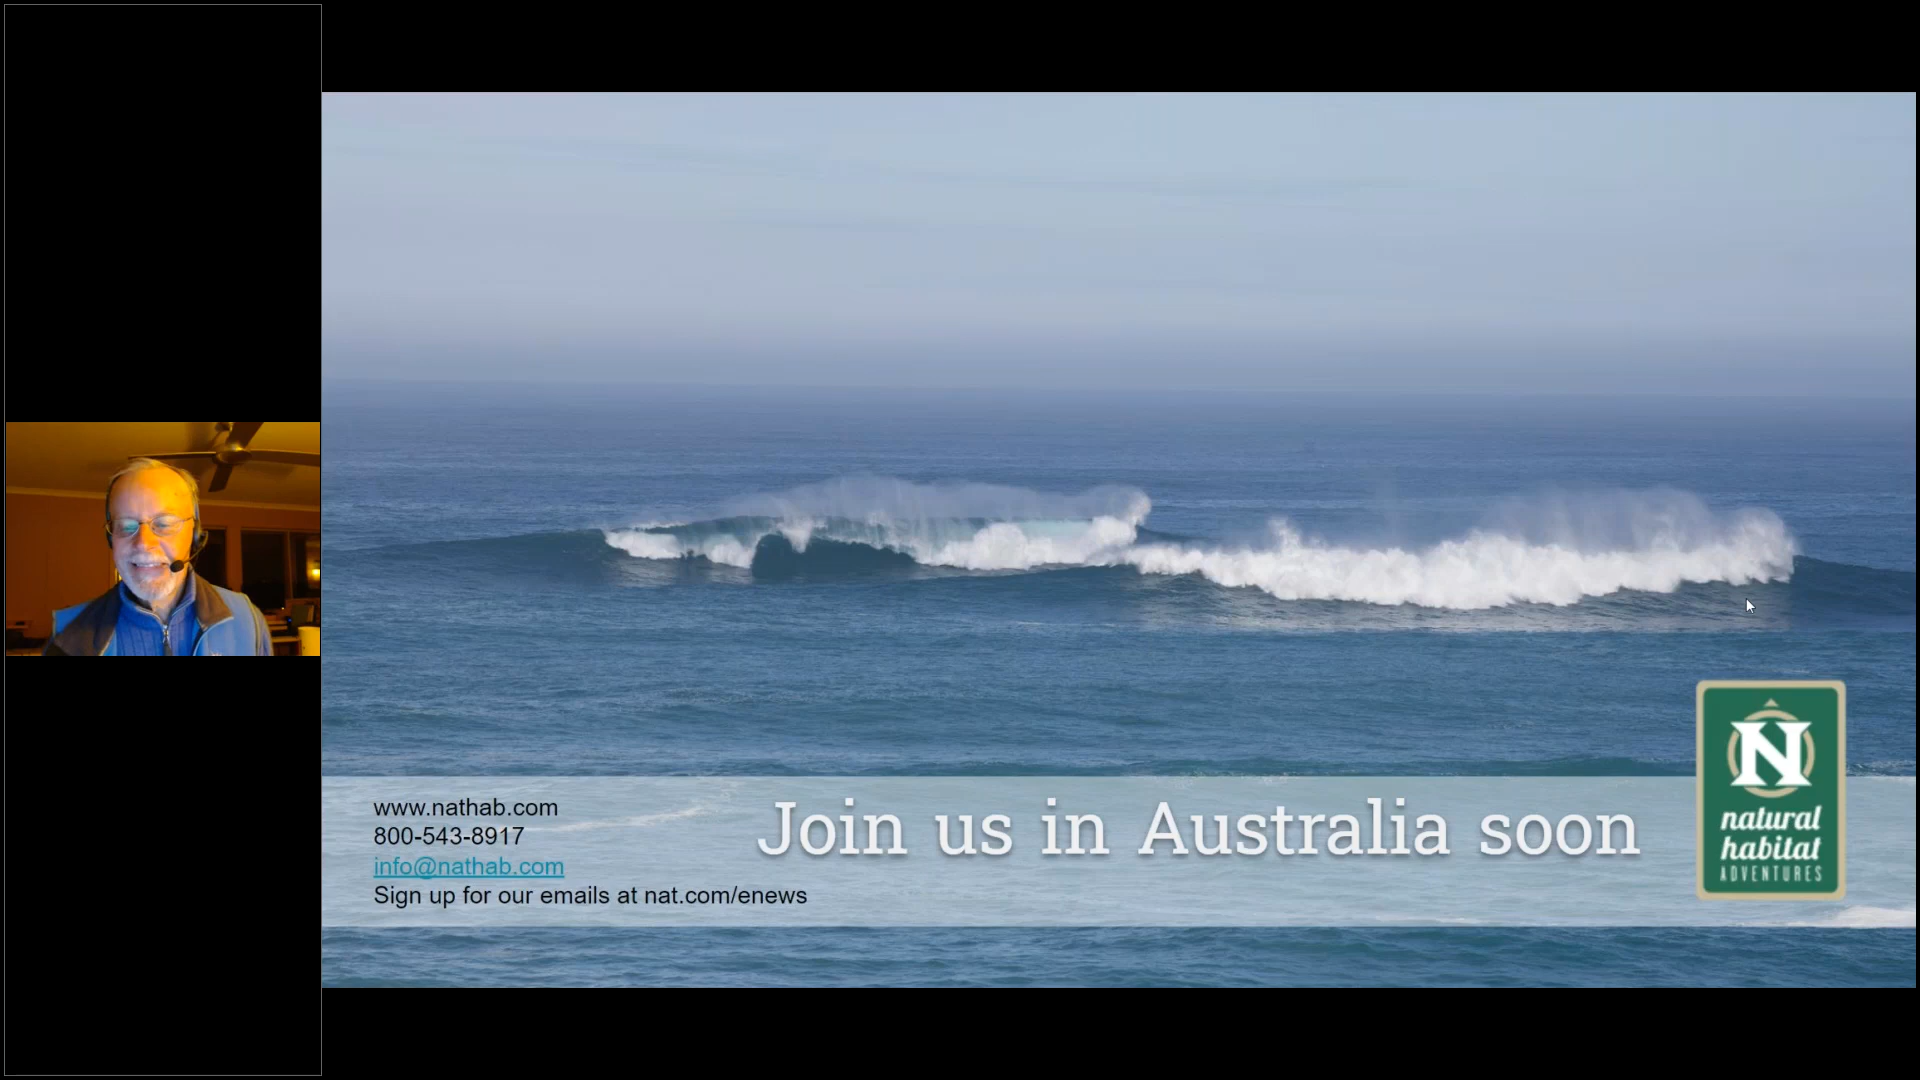 www.nathab.com
800-543-8917
info@nathab.com
Sign up for our emails at nat.com/enews
Join us in Australia soon
N
natural
habitat
ADVENTURES